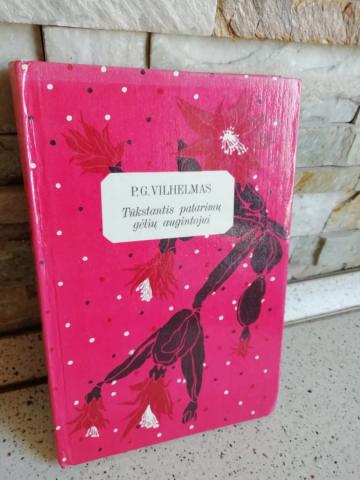 P.G.VILHELMAS
Tūkstantis patarimų
gėlių augintojui